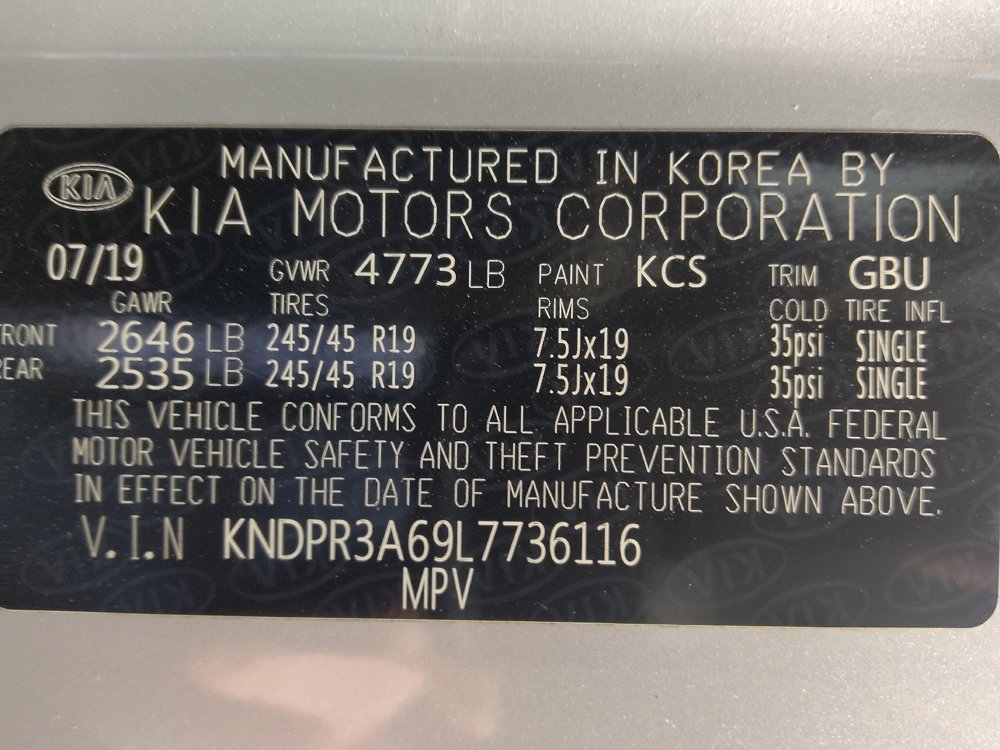 KIA MANUFACTURED IN KOREA BY
KIA MOTORS CORPORATION
07/19 GVWR 4773 LB PAINT KCS TRIM GBU
GAWR TIRES RIMS COLD TIRE INFL
FRONT 2646 LB 245/45 R19 7.5Jx19 35psi SINGLE
REAR 2535 LB 245/45 R19 7.5Jx19 35psi SINGLE
THIS VEHICLE CONFORMS TO ALL APPLICABLE U.S.A. FEDERAL
MOTOR VEHICLE SAFETY AND THEFT PREVENTION STANDARDS
IN EFFECT ON THE DATE OF MANUFACTURE SHOWN ABOVE.
V.I.N KNDPR3A69L7736116
MPV